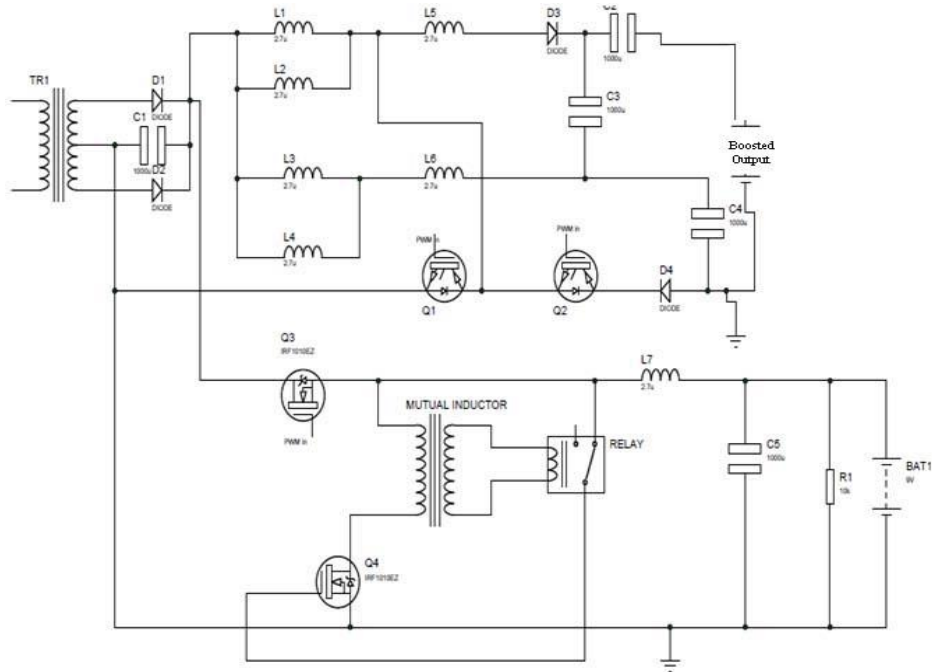 L1
2.7u
L5
2.7u
D3
DIODE
C2
1000u
L2
2.7u
TR1
D1
DIODE
C1
1000u
D2
DIODE
C3
1000u
Boosted
Output
L3
2.7u
L6
2.7u
L4
2.7u
C4
1000u
PWM in
Q1
PWM in
Q2
D4
DIODE
Q3
IRF1010EZ
PWM in
L7
2.7u
MUTUAL INDUCTOR
RELAY
C5
1000u
R1
10k
BAT1
9V
Q4
IRF1010EZ